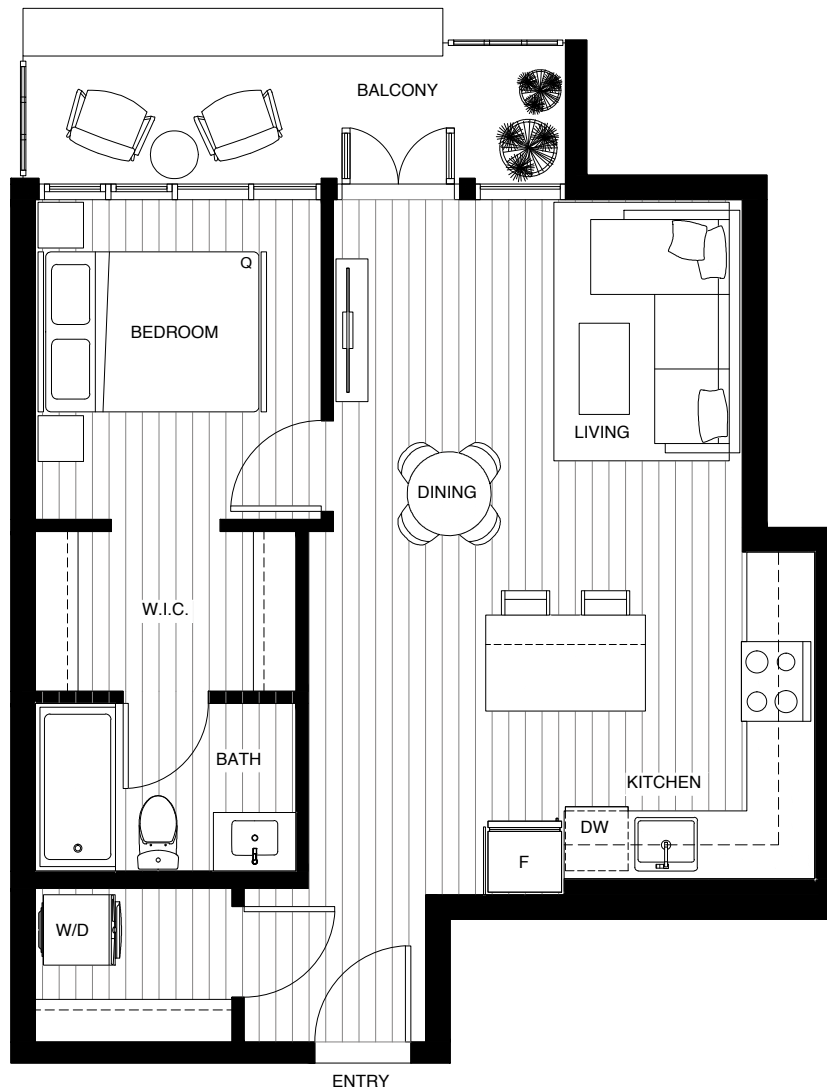 BALCONY
Q
BEDROOM
LIVING
DINING
W.I.C.
BATH
KITCHEN
DW
F
W/D
ENTRY